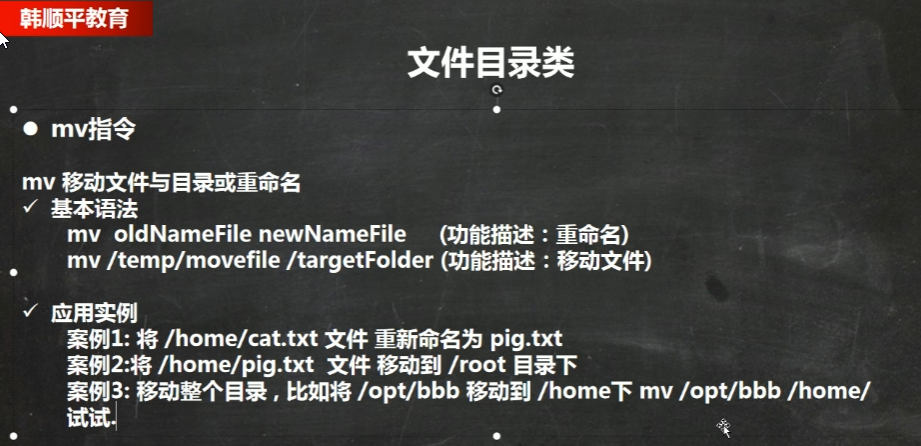 韩顺平教育
文件目录类
● mv指令
mv 移动文件与目录或重命名
✓ 基本语法
mv oldNameFile newNameFile (功能描述：重命名)
mv /temp/movefile /targetFolder (功能描述：移动文件)
✓ 应用实例
案例1: 将 /home/cat.txt 文件 重新命名为 pig.txt
案例2:将 /home/pig.txt 文件 移动到 /root 目录下
案例3: 移动整个目录 , 比如将 /opt/bbb 移动到 /home下 mv /opt/bbb /home/
试试.